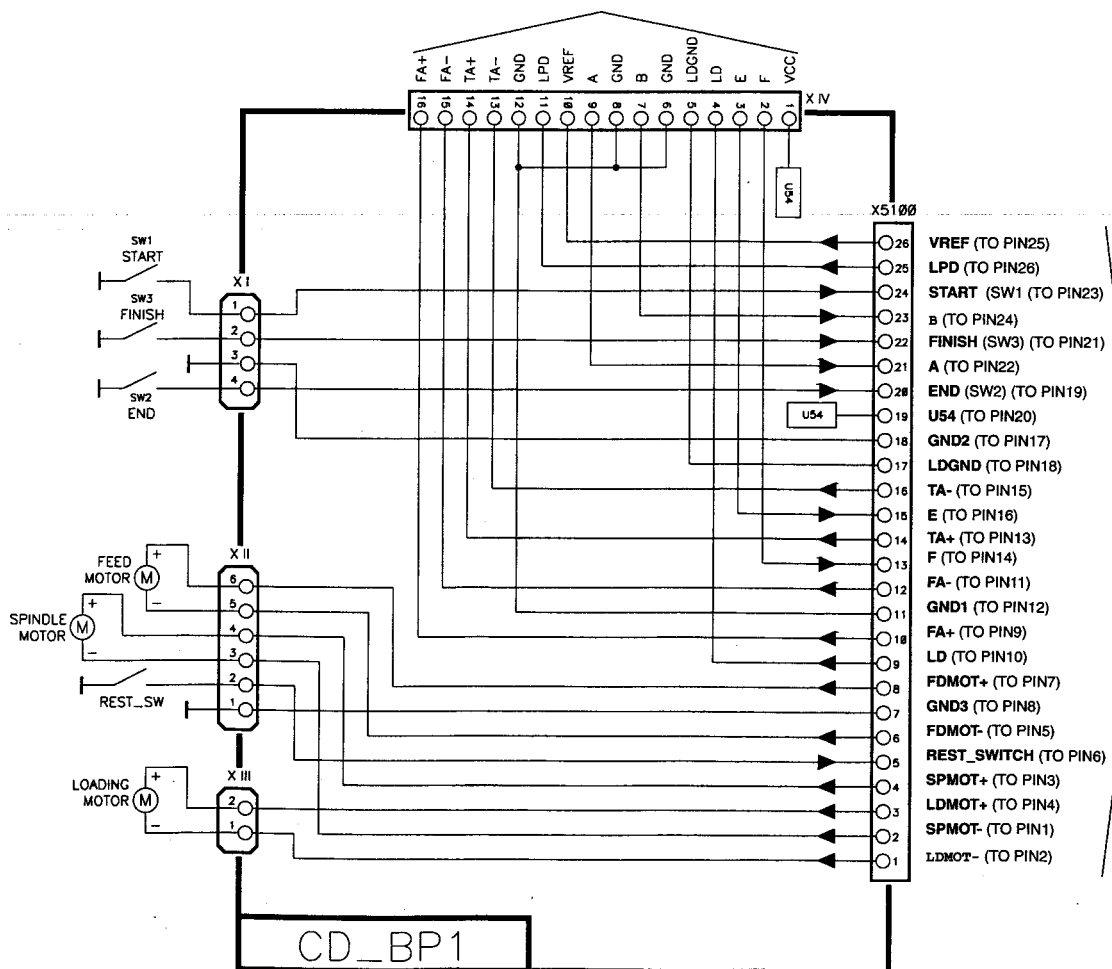 FA+ FA- TA+ TA- GND LPD VREF A GND B GND LDGND LD E F VCC
16 15 14 13 12 11 10 9 8 7 6 5 4 3 2 1
X IV
U54
X5100
26 VREF (TO PIN25)
25 LPD (TO PIN26)
24 START (SW1 (TO PIN23)
23 B (TO PIN24)
22 FINISH (SW3) (TO PIN21)
21 A (TO PIN22)
20 END (SW2) (TO PIN19)
U54
19 U54 (TO PIN20)
18 GND2 (TO PIN17)
17 LDGND (TO PIN18)
16 TA- (TO PIN15)
15 E (TO PIN16)
14 TA+ (TO PIN13)
13 F (TO PIN14)
12 FA- (TO PIN11)
11 GND1 (TO PIN12)
10 FA+ (TO PIN9)
9 LD (TO PIN10)
8 FDMOT+ (TO PIN7)
7 GND3 (TO PIN8)
6 FDMOT- (TO PIN5)
5 REST_SWITCH (TO PIN6)
4 SPMOT+ (TO PIN3)
3 LDMOT+ (TO PIN4)
2 SPMOT- (TO PIN1)
1 LDMOT- (TO PIN2)
SW1
START
X I
1
SW3
FINISH
2
3
4
SW2
END
X II
FEED
MOTOR
+
M
-
6
5
SPINDLE
MOTOR
+
M
-
4
3
2
REST_SW
1
X III
LOADING
MOTOR
+
M
-
2
1
CD_BP1